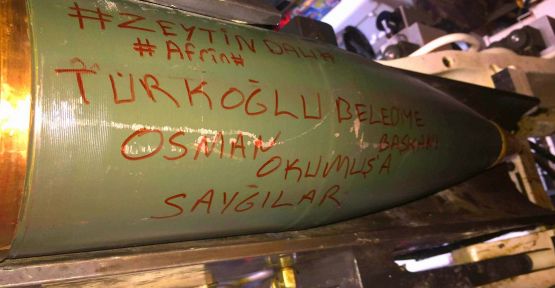 #ZEYTİN DALI
#Afrin#
TÜRKOĞLU BELEDİYE
BAŞKANI
OSMAN OKUMUŞ'A
SAYGILAR